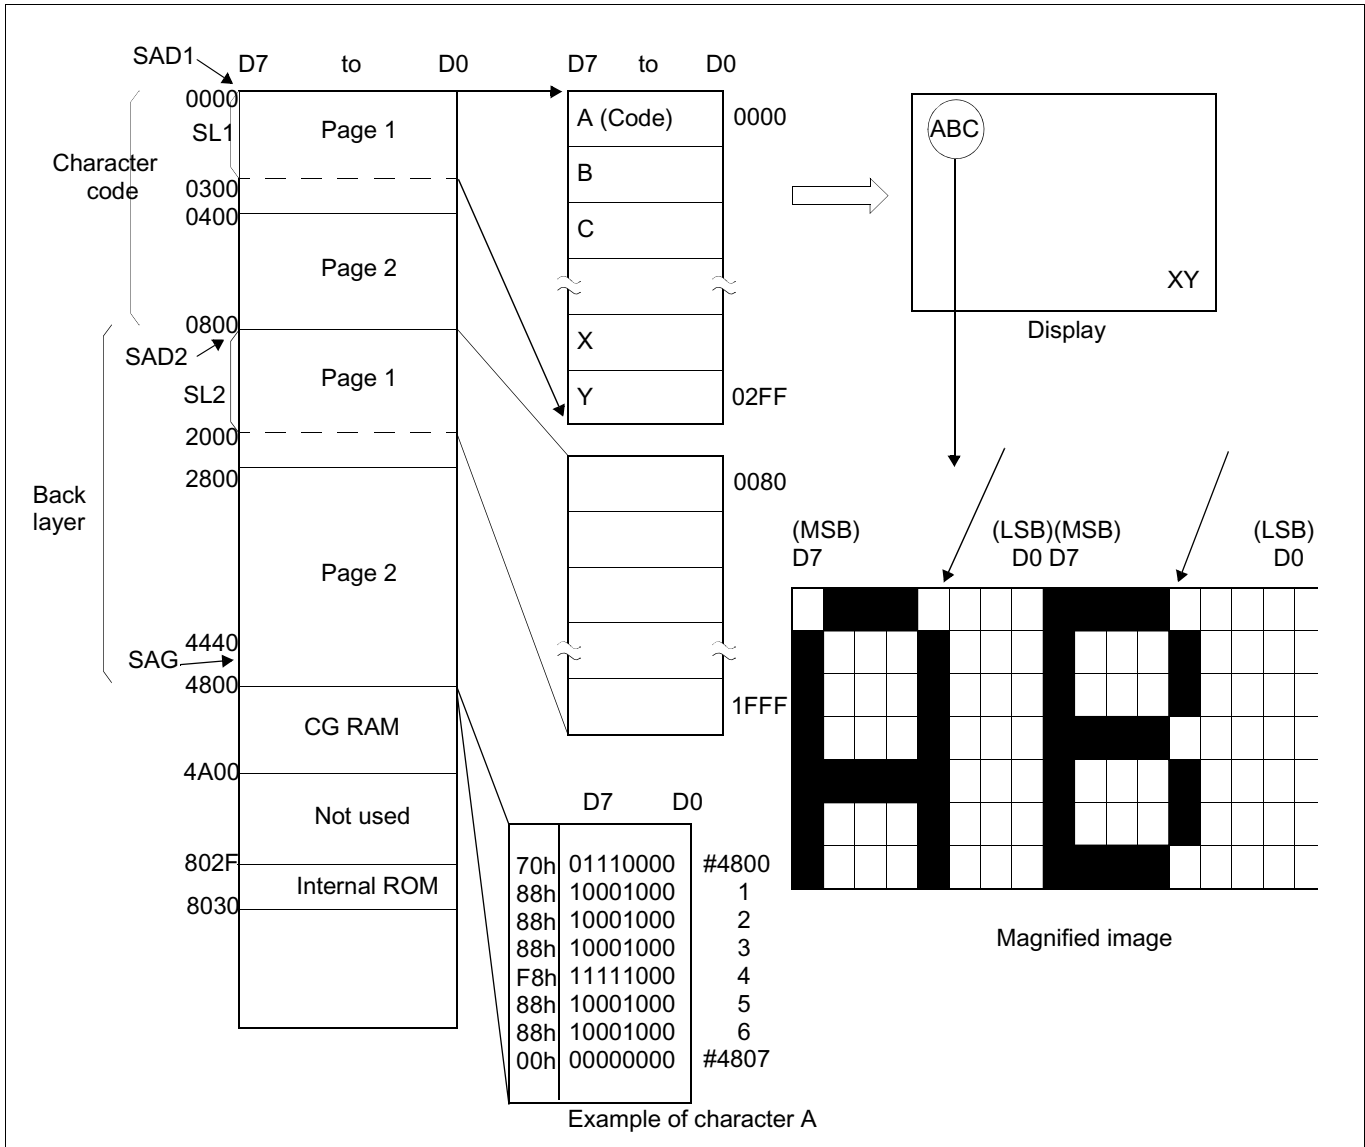 SAD1
D7 to D0
0000
SL1
Page 1
Character
code
0300
0400
Page 2
0800
SAD2
SL2
Page 1
2000
2800
Back
layer
Page 2
4440
SAG
4800
CG RAM
4A00
Not used
802F
Internal ROM
8030
D7 to D0
A (Code) 0000
B
C
X
Y 02FF
0080
1FFF
ABC
XY
Display
(MSB) (LSB)(MSB) (LSB)
D7 D0 D7 D0
Magnified image
D7 D0
70h 01110000 #4800
88h 10001000 1
88h 10001000 2
88h 10001000 3
F8h 11111000 4
88h 10001000 5
88h 10001000 6
00h 00000000 #4807
Example of character A